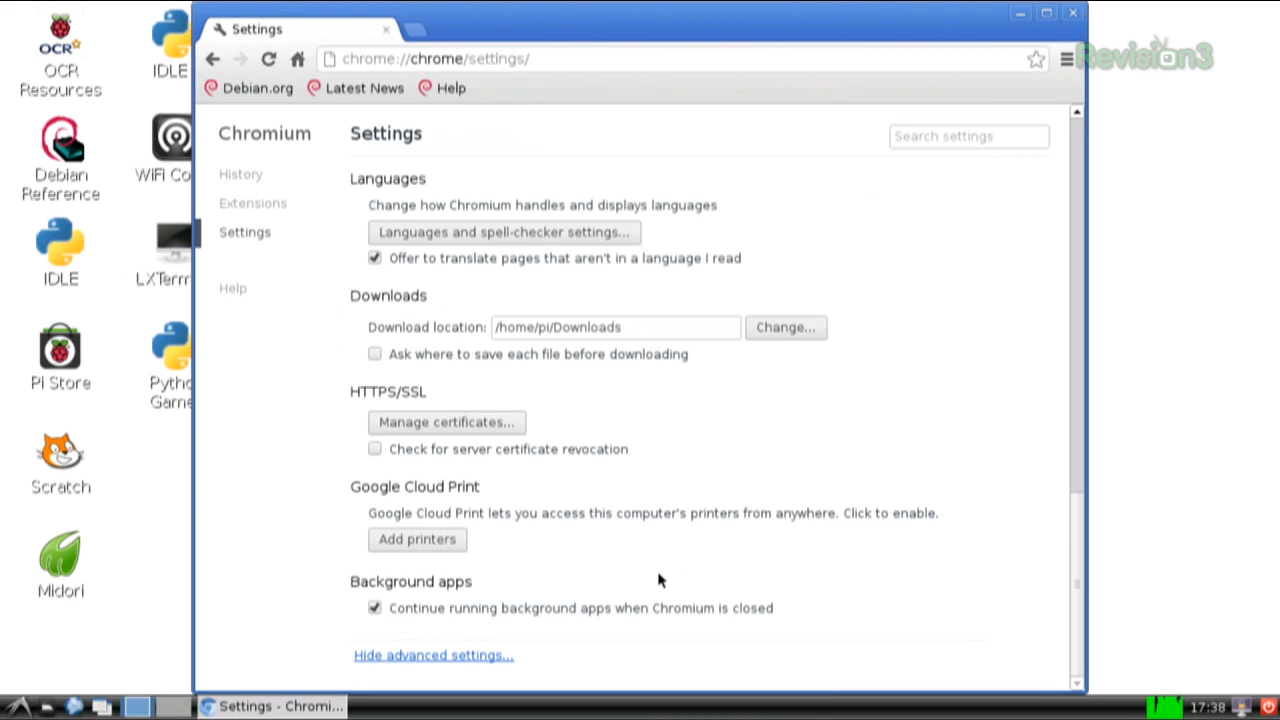 OCR
OCR
Resources
IDLE
Debian
Reference
WiFi Co
IDLE
LXTerm
Pi Store
Pytho
Game
Scratch
Midori
Settings
chrome://chrome/settings/
Revision3
Debian.org
Latest News
Help
Chromium
History
Extensions
Settings
Help
Settings
Search settings
Languages
Change how Chromium handles and displays languages
Languages and spell-checker settings...
Offer to translate pages that aren't in a language I read
Downloads
Download location: /home/pi/Downloads Change...
Ask where to save each file before downloading
HTTPS/SSL
Manage certificates...
Check for server certificate revocation
Google Cloud Print
Google Cloud Print lets you access this computer's printers from anywhere. Click to enable.
Add printers
Background apps
Continue running background apps when Chromium is closed
Hide advanced settings...
Settings - Chromi...
17:38